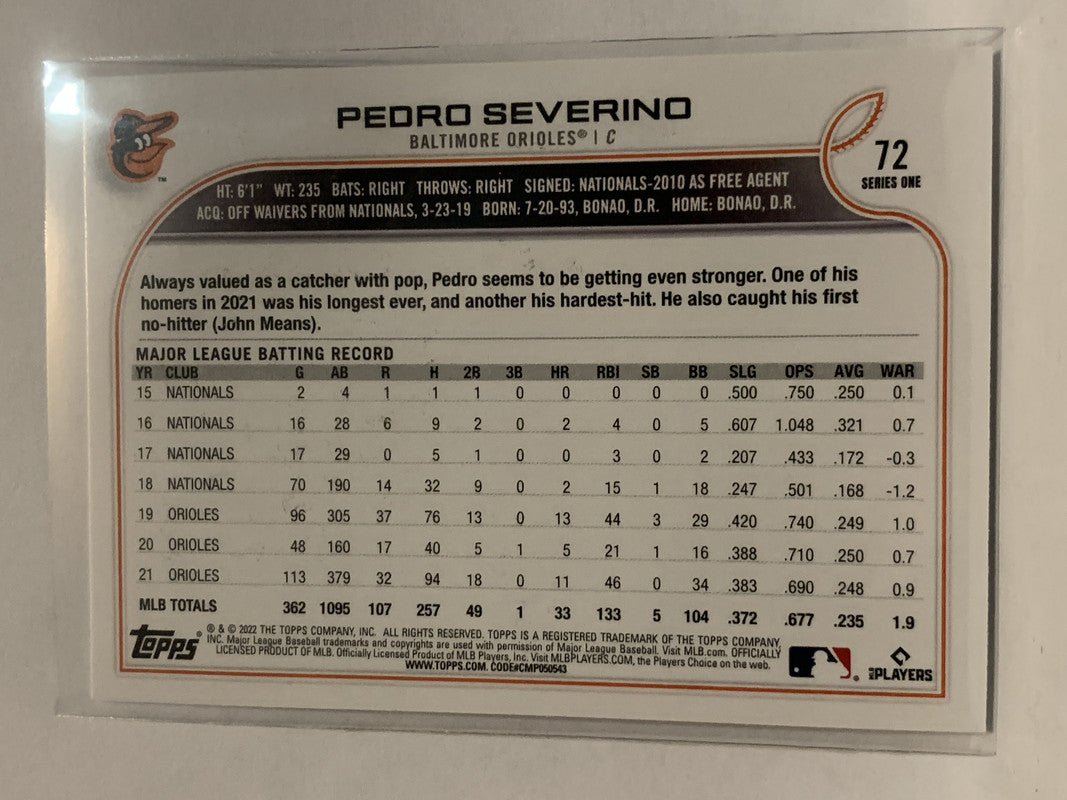 PEDRO SEVERINO
BALTIMORE ORIOLES® | C
72
SERIES ONE
HT: 6'1" WT: 235 BATS: RIGHT THROWS: RIGHT SIGNED: NATIONALS-2010 AS FREE AGENT
ACQ: OFF WAIVERS FROM NATIONALS, 3-23-19 BORN: 7-20-93, BONAO, D.R. HOME: BONAO, D.R.
TM
Always valued as a catcher with pop, Pedro seems to be getting even stronger. One of his
homers in 2021 was his longest ever, and another his hardest-hit. He also caught his first
no-hitter (John Means).
MAJOR LEAGUE BATTING RECORD
YR CLUB G AB R H 2B 3B HR RBI SB BB SLG OPS AVG WAR
15 NATIONALS 2 4 1 1 1 0 0 0 0 0 .500 .750 .250 0.1
16 NATIONALS 16 28 6 9 2 0 2 4 0 5 .607 1.048 .321 0.7
17 NATIONALS 17 29 0 5 1 0 0 3 0 2 .207 .433 .172 -0.3
18 NATIONALS 70 190 14 32 9 0 2 15 1 18 .247 .501 .168 -1.2
19 ORIOLES 96 305 37 76 13 0 13 44 3 29 .420 .740 .249 1.0
20 ORIOLES 48 160 17 40 5 1 5 21 1 16 .388 .710 .250 0.7
21 ORIOLES 113 379 32 94 18 0 11 46 0 34 .383 .690 .248 0.9
MLB TOTALS 362 1095 107 257 49 1 33 133 5 104 .372 .677 .235 1.9
topps®
® & © 2022 THE TOPPS COMPANY, INC. ALL RIGHTS RESERVED. TOPPS IS A REGISTERED TRADEMARK OF THE TOPPS COMPANY,
INC. Major League Baseball trademarks and copyrights are used with permission of Major League Baseball. Visit MLB.com. OFFICIALLY
LICENSED PRODUCT OF MLB. Officially Licensed Product of MLB Players, Inc. Visit MLBPLAYERS.COM, the Players Choice on the web.
WWW.TOPPS.COM. CODE#CMP050543
MLB PLAYERS